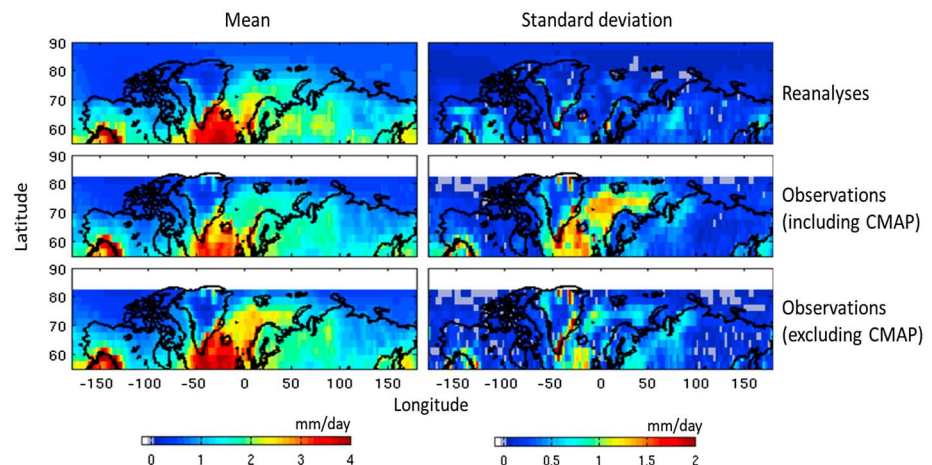 Mean Standard deviation
90
80
70
60
Reanalyses
90
80
70
60
Observations
(including CMAP)
Latitude
90
80
70
60
Observations
(excluding CMAP)
-150 -100 -50 0 50 100 150 -150 -100 -50 0 50 100 150
Longitude
mm/day mm/day
0 1 2 3 4 0 0.5 1 1.5 2